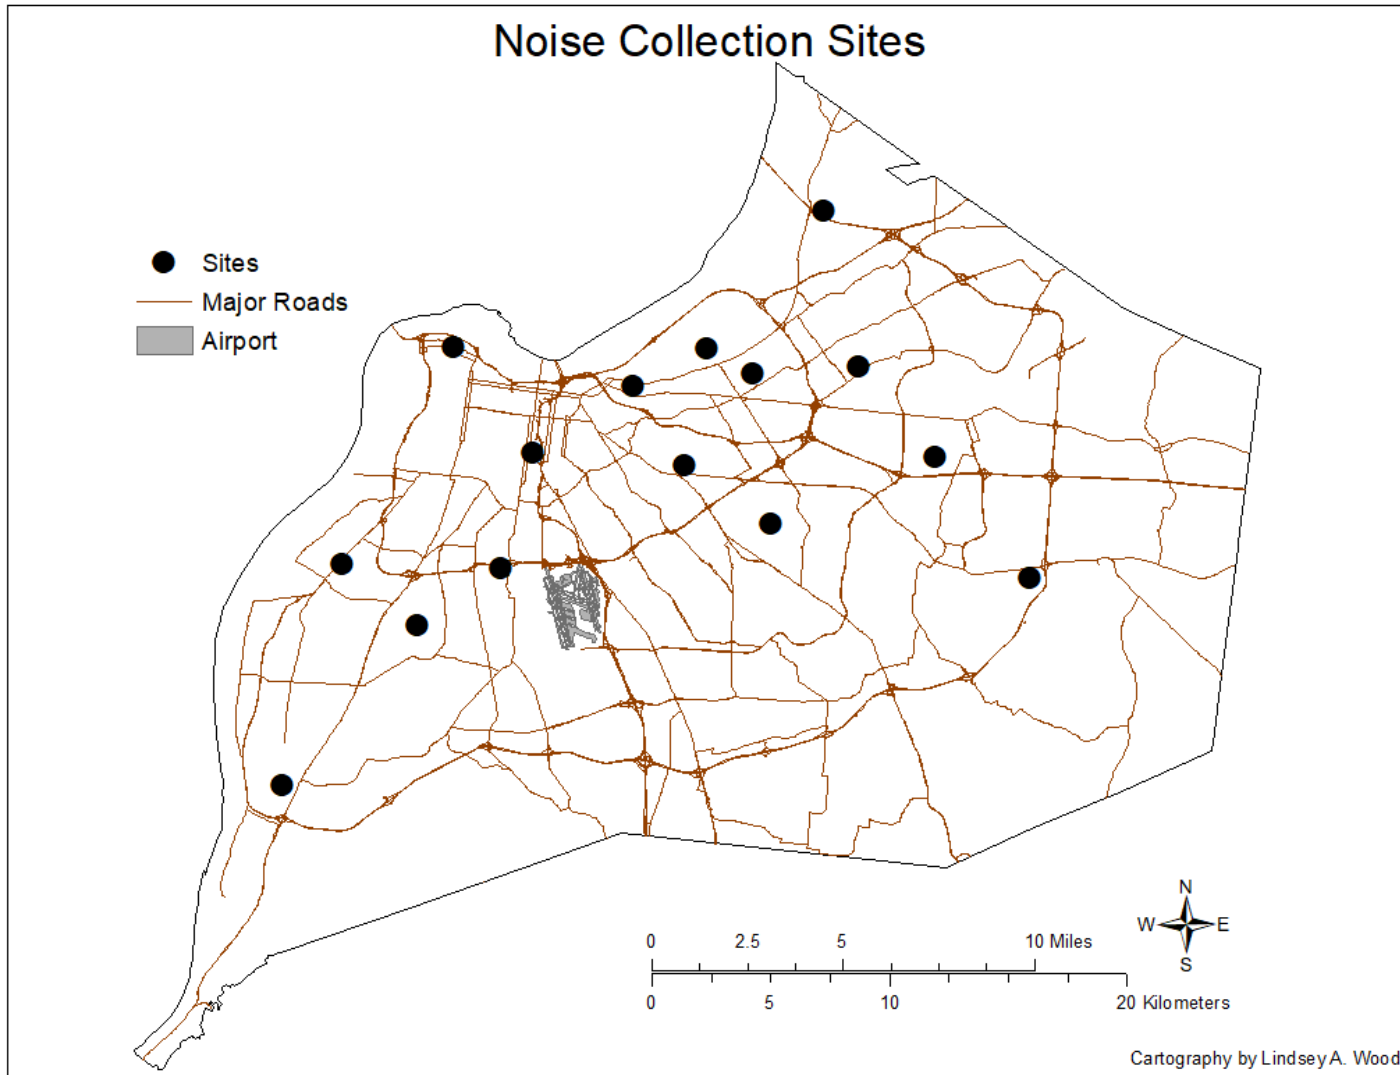 Noise Collection Sites
Sites
Major Roads
Airport
N
W E
S
0 2.5 5 10 Miles
0 5 10 20 Kilometers
Cartography by Lindsey A. Wood